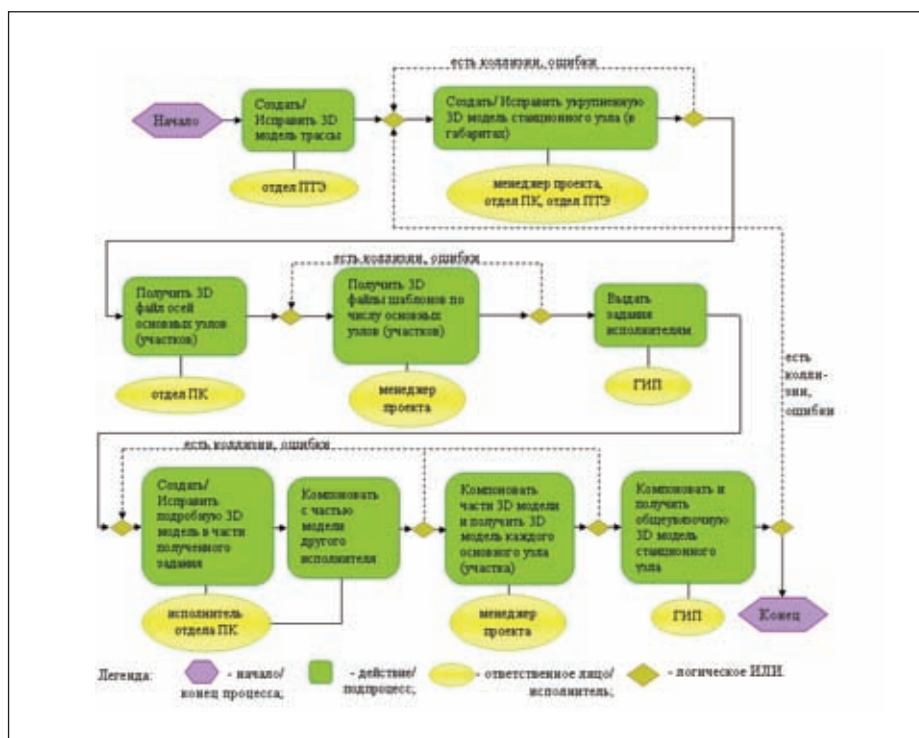 есть коллизии, ошибки
Начало
Создать/
Исправить 3D
модель трассы
Создать/ Исправить укрупненную
3D модель станционного узла (в
габаритах)
отдел ПТЭ
менеджер проекта,
отдел ПК, отдел ПТЭ
есть коллизии, ошибки
Получить 3D
файл осей
основных узлов
(участков)
Получить 3D
файлы шаблонов по
числу основных
узлов (участков)
Выдать
задания
исполнителям
отдел ПК
менеджер
проекта
ГИП
есть
колли-
зии,
ошибки
есть коллизии, ошибки
Создать/
Исправить
подробную 3D
модель в части
полученного
задания
Компоновать
с частью
модели
другого
исполнителя
Компоновать
части 3D модели
и получить 3D
модель каждого
основного узла
(участка)
Компоновать и
получить
общеувязочную
3D модель
станционного
узла
исполнитель
отдела ПК
менеджер
проекта
ГИП
Конец
Легенда:
- начало/
конец процесса;
- действие/
подпроцесс;
- ответственное лицо/
исполнитель;
- логическое ИЛИ.